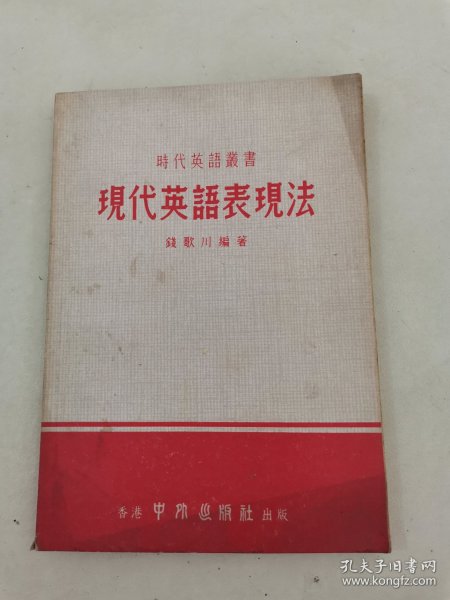 時代英語叢書
現代英語表現法
錢歌川編著
香港 中外出版社 出版
孔夫子旧书网
www.kongfz.com